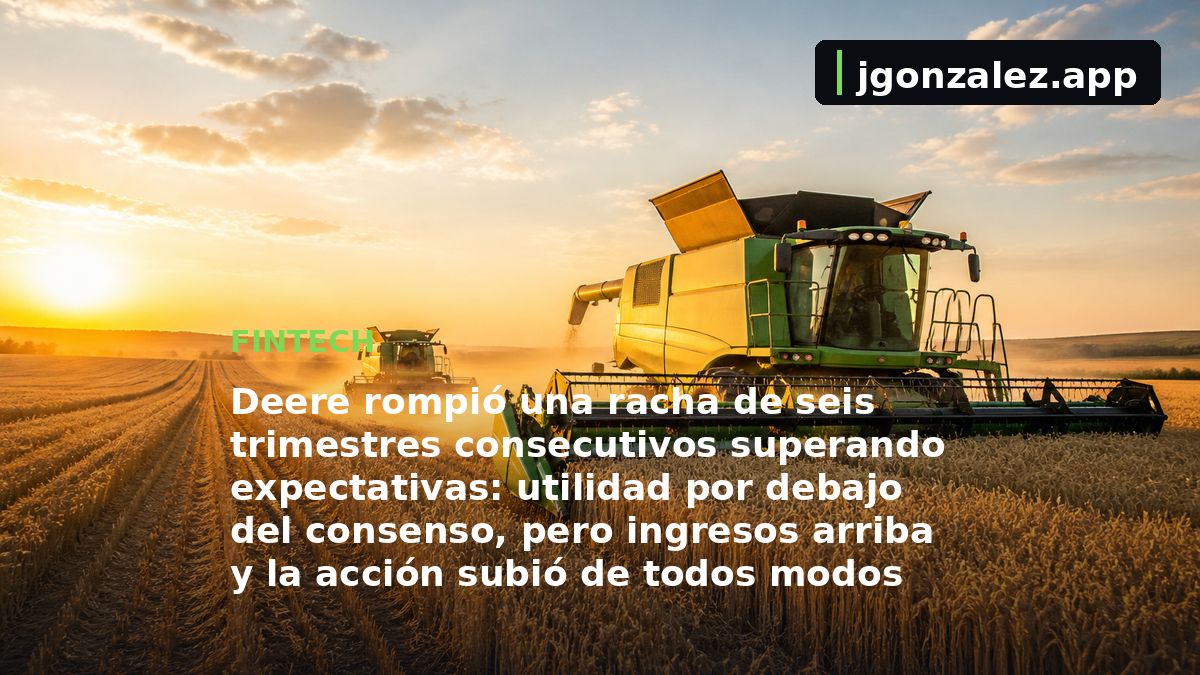 jgonzalez.app
FINTECH
Deere rompió una racha de seis
trimestres consecutivos superando
expectativas: utilidad por debajo
del consenso, pero ingresos arriba
y la acción subió de todos modos